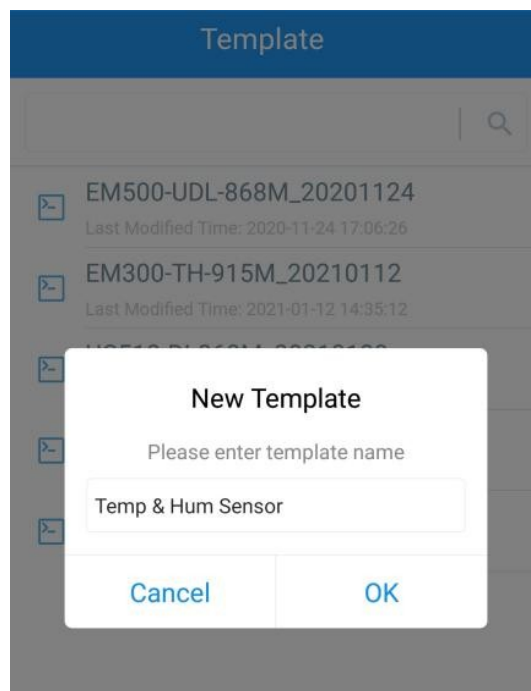 Template
EM500-UDL-868M_20201124
Last Modified Time: 2020-11-24 17:06:26
EM300-TH-915M_20210112
Last Modified Time: 2021-01-12 14:35:12
New Template
Please enter template name
Temp & Hum Sensor
Cancel
OK